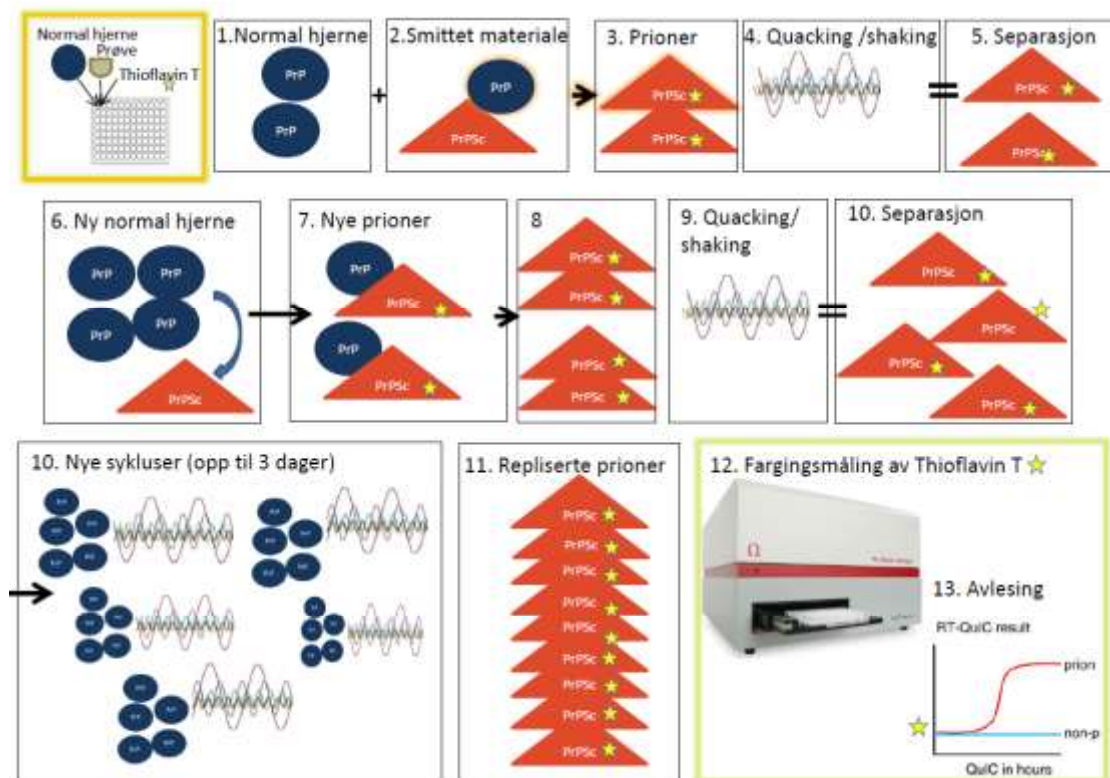 Normal hjerne
Prøve
Thioflavin T
1.Normal hjerne
PrP
PrP
+
2.Smittet materiale
PrP
PrPSc
3. Prioner
PrPSc
PrPSc
4. Quacking /shaking
=
5. Separasjon
PrPSc
PrPSc
6. Ny normal hjerne
PrP
PrP
PrP
PrP
PrPSc
7. Nye prioner
PrP
PrPSc
PrP
PrPSc
8
PrPSc
PrPSc
PrPSc
PrPSc
9. Quacking/
shaking
=
10. Separasjon
PrPSc
PrPSc
PrPSc
PrPSc
10. Nye sykluser (opp til 3 dager)
11. Repliserte prioner
PrPSc
PrPSc
PrPSc
PrPSc
PrPSc
PrPSc
PrPSc
PrPSc
PrPSc
12. Fargingsmåling av Thioflavin T
Ω
13. Avlesing
RT-QuIC result
prion
non-p
QuIC in hours